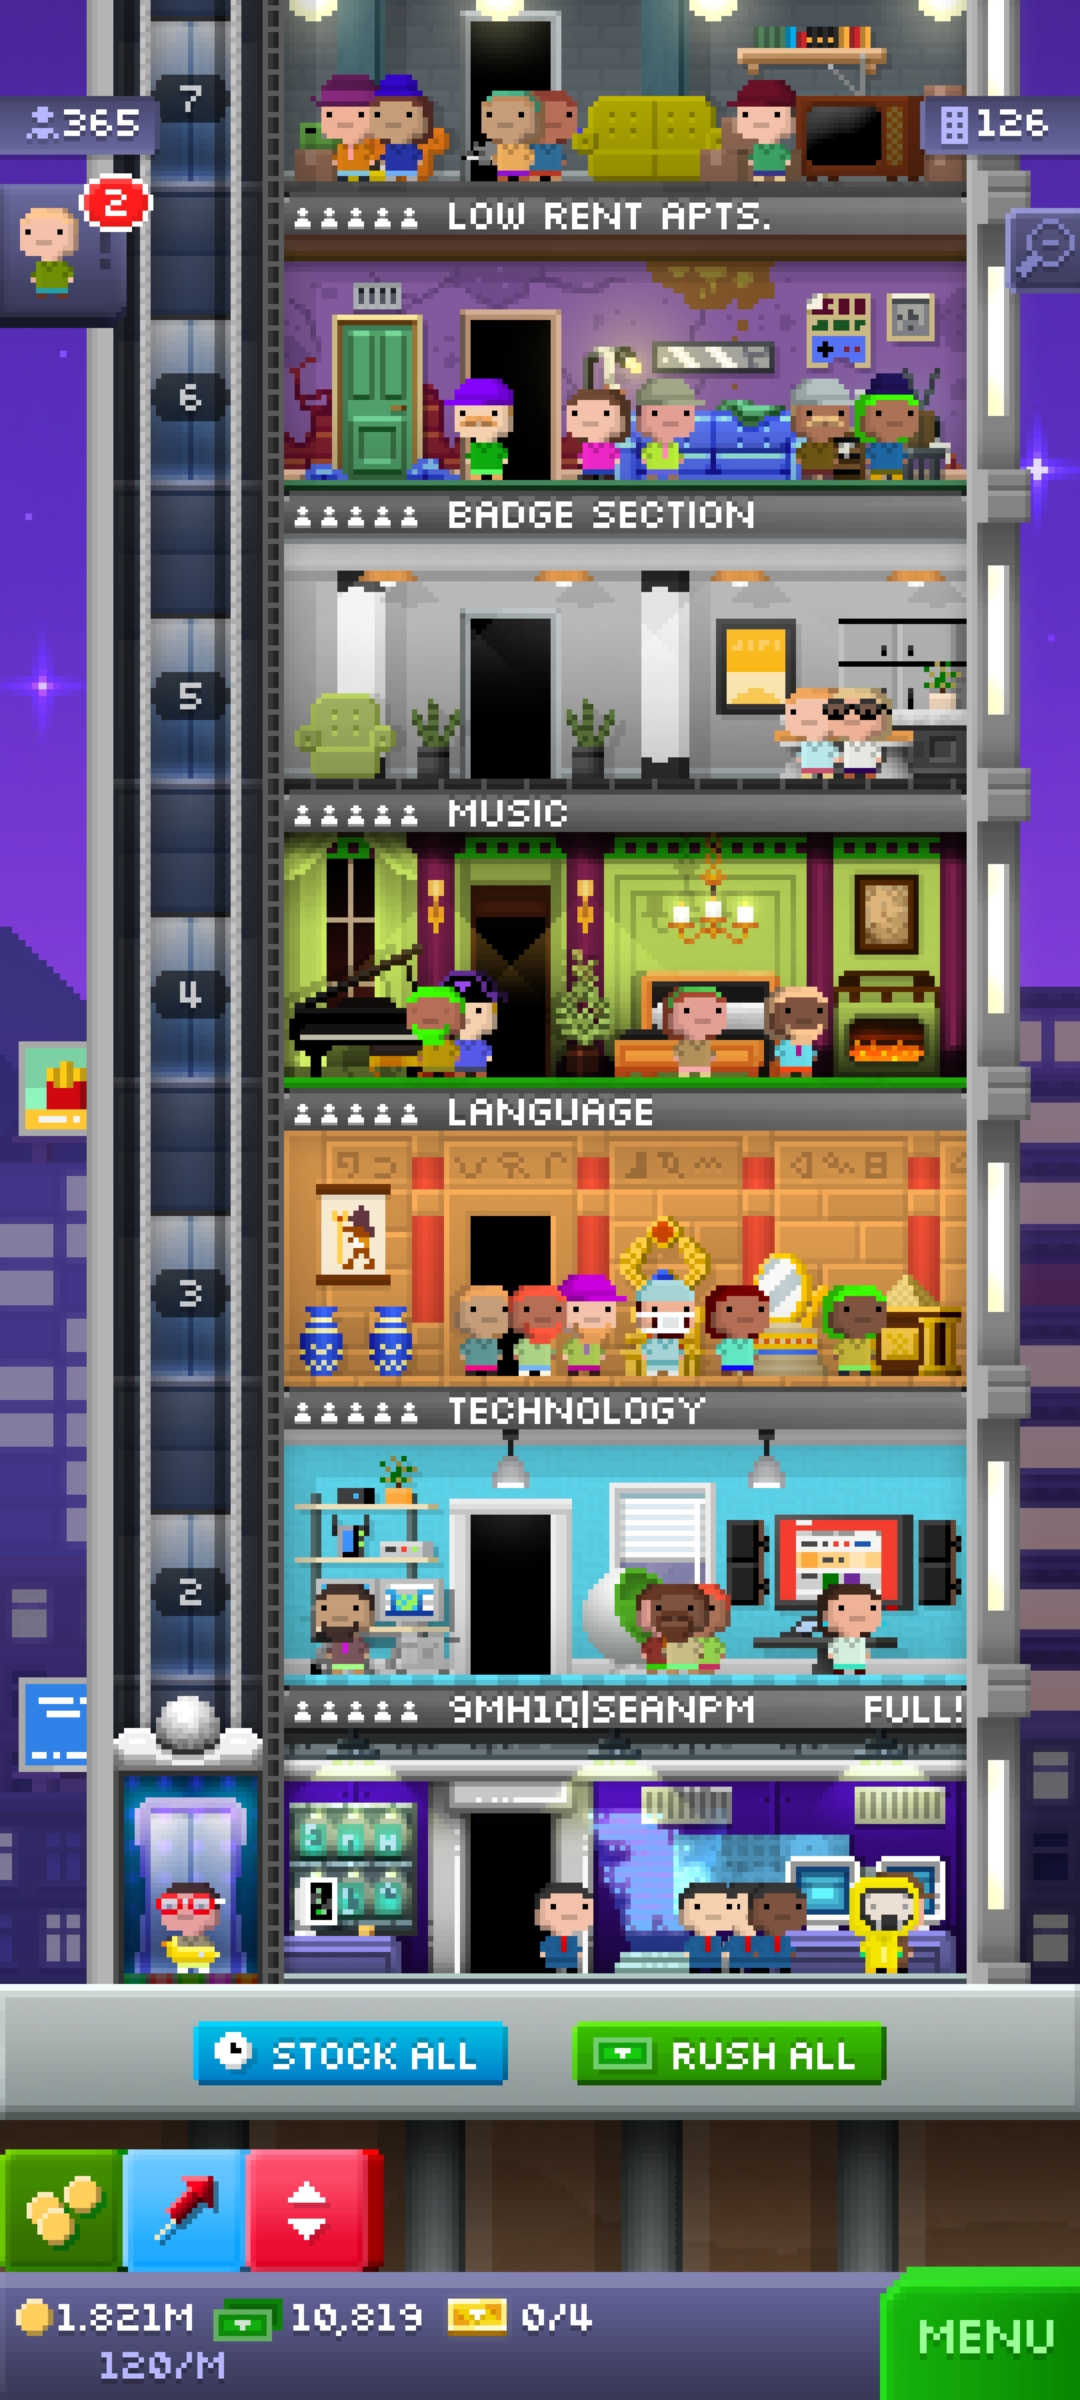 7
365
126
2
LOW RENT APTS.
6
BADGE SECTION
5
MUSIC
4
LANGUAGE
3
TECHNOLOGY
2
9MH1Q|SEANPM FULL!
STOCK ALL
RUSH ALL
1.821M 10,819 0/4
120/M
MENU